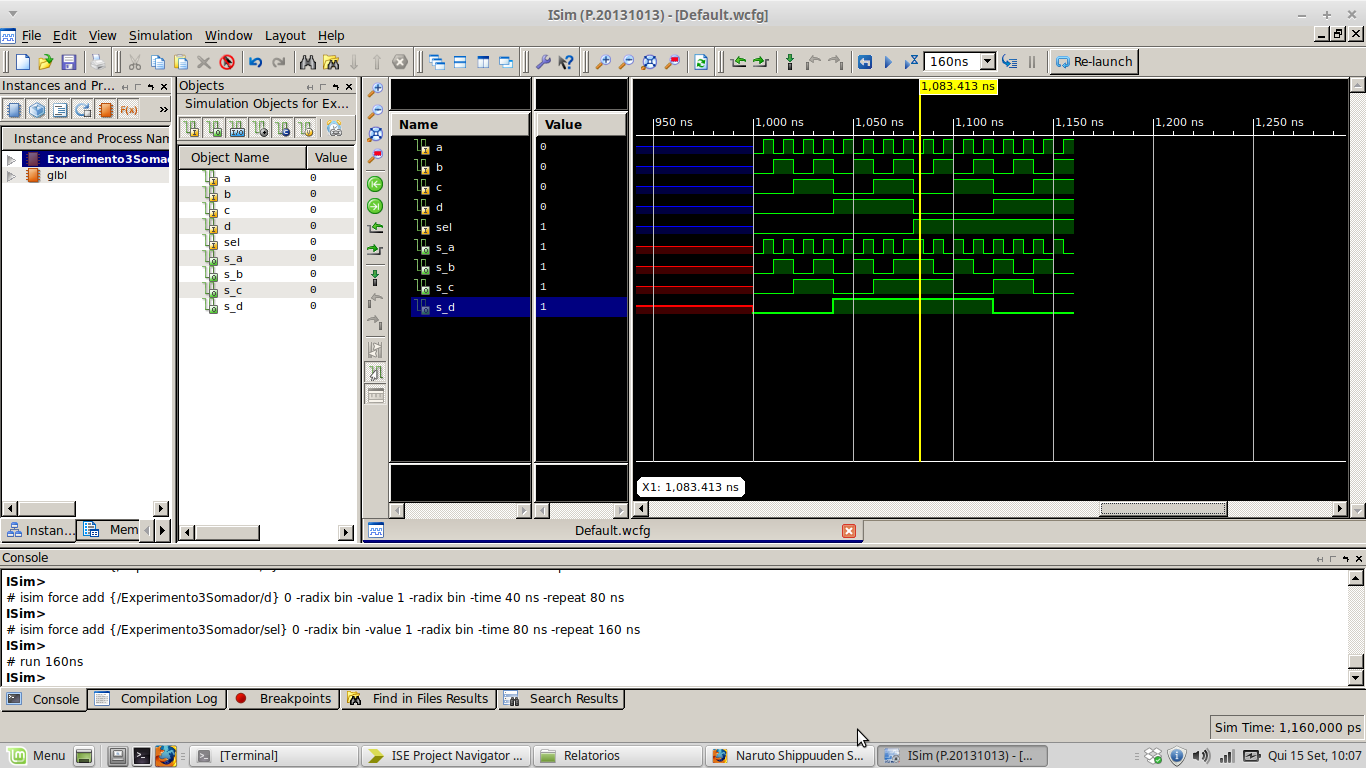 ISim (P.20131013) - [Default.wcfg]
File Edit View Simulation Window Layout Help
160ns Re-launch
Instances and Pr...
Instance and Process Nam
Experimento3Soma
glbl
Instan... Mem
Objects
Simulation Objects for Ex...
Object Name Value
a 0
b 0
c 0
d 0
sel 0
s_a 0
s_b 0
s_c 0
s_d 0
Name Value
a 0
b 0
c 0
d 0
sel 1
s_a 1
s_b 1
s_c 1
s_d 1
1,083.413 ns
950 ns 1,000 ns 1,050 ns 1,100 ns 1,150 ns 1,200 ns 1,250 ns
X1: 1,083.413 ns
Default.wcfg
Console
ISim>
# isim force add {/Experimento3Somador/d} 0 -radix bin -value 1 -radix bin -time 40 ns -repeat 80 ns
ISim>
# isim force add {/Experimento3Somador/sel} 0 -radix bin -value 1 -radix bin -time 80 ns -repeat 160 ns
ISim>
# run 160ns
ISim>
Console Compilation Log Breakpoints Find in Files Results Search Results
Sim Time: 1,160,000 ps
Menu [Terminal] ISE Project Navigator ... Relatorios Naruto Shippuuden S... ISim (P.20131013) - [... Qui 15 Set, 10:07